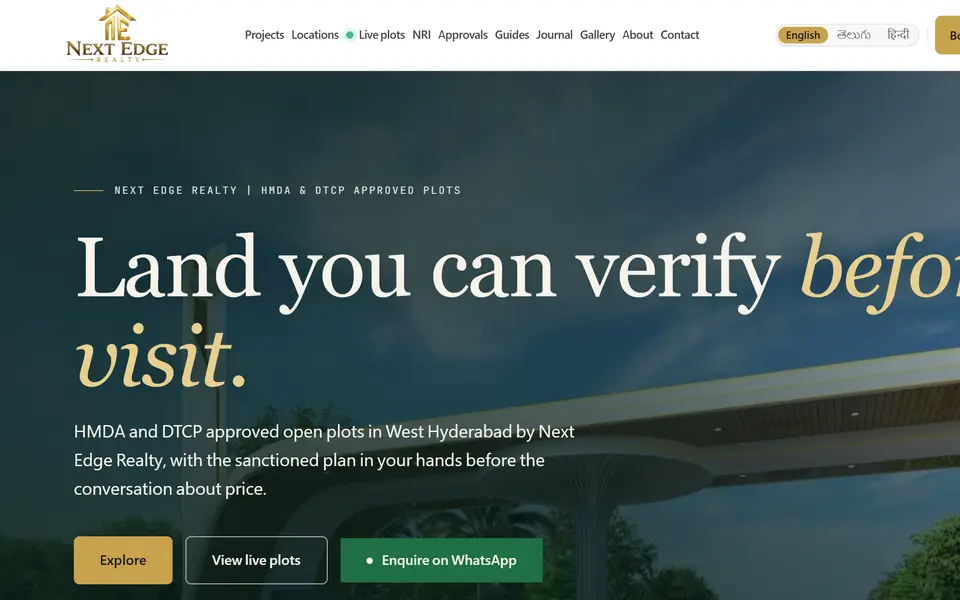 NEXT EDGE
REALTY
Projects Locations Live plots NRI Approvals Guides Journal Gallery About Contact
English తెలుగు हिन्दी
NEXT EDGE REALTY | HMDA & DTCP APPROVED PLOTS
Land you can verify
visit.
HMDA and DTCP approved open plots in West Hyderabad by Next
Edge Realty, with the sanctioned plan in your hands before the
conversation about price.
Explore
View live plots
Enquire on WhatsApp